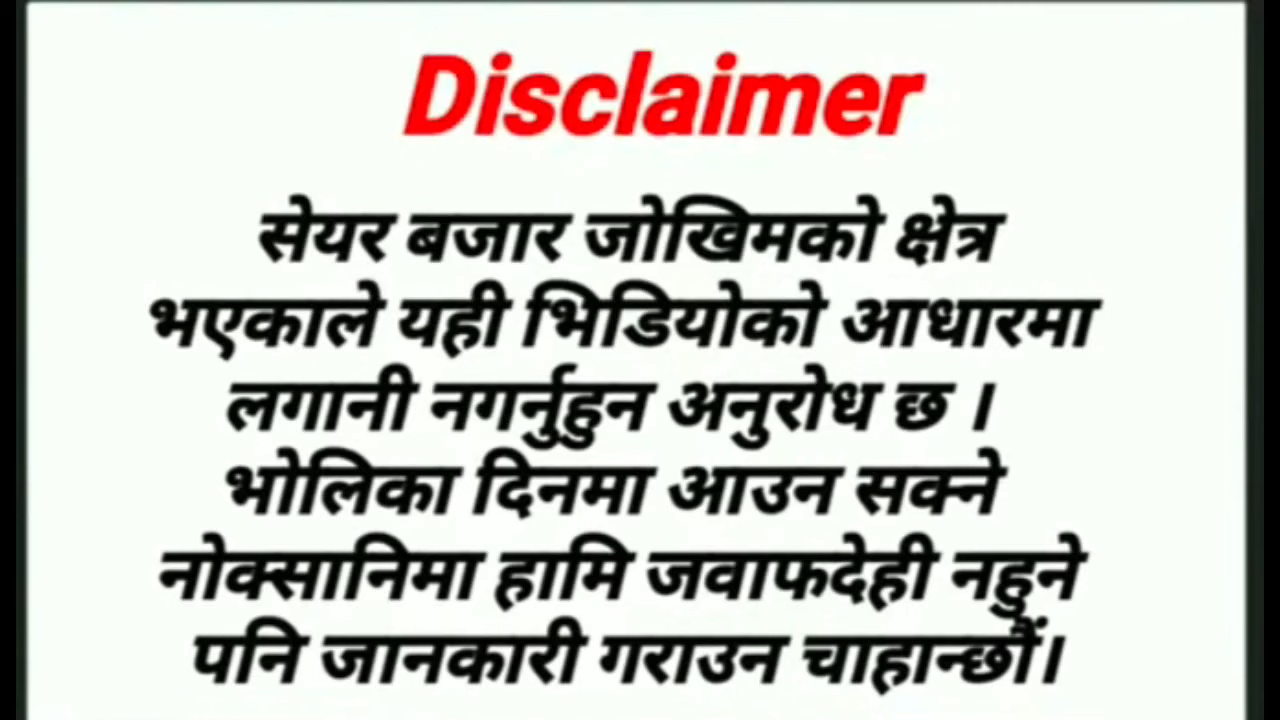 Disclaimer
सेयर बजार जोखिमको क्षेत्र
भएकाले यही भिडियोको आधारमा
लगानी नगर्नुहुन अनुरोध छ ।
भोलिका दिनमा आउन सक्ने
नोक्सानिमा हामि जवाफदेही नहुने
पनि जानकारी गराउन चाहान्छौं।